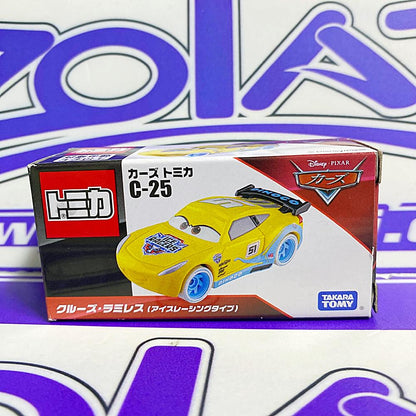 OLA
カーズ トミカ
C-25
トミカ
Disney・PIXAR
カーズ
51
クルーズ・ラミレス (アイスレーシングタイプ)
TAKARA
TOMY